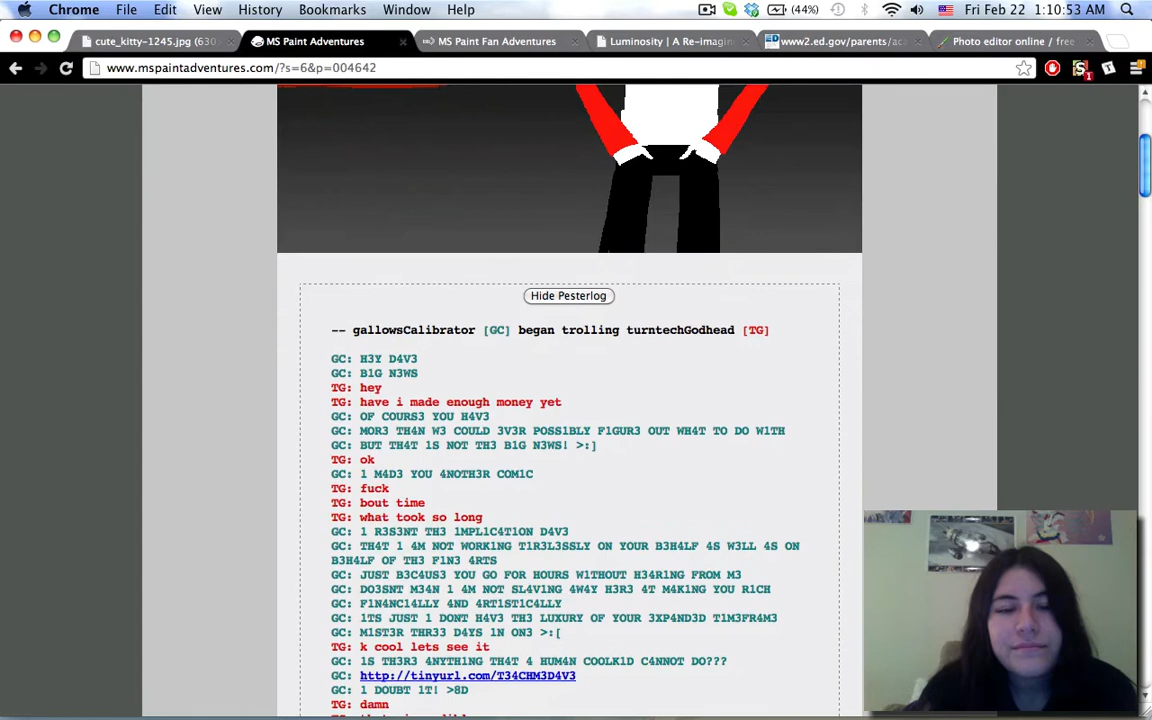 Chrome File Edit View History Bookmarks Window Help (44%) Fri Feb 22 1:10:53 AM
cute_kitty-1245.jpg (630 MS Paint Adventures MS Paint Fan Adventures Luminosity | A Re-imagin www2.ed.gov/parents/aca Photo editor online / free
www.mspaintadventures.com/?s=6&p=004642
Hide Pesterlog
-- gallowsCalibrator [GC] began trolling turntechGodhead [TG]
GC: H3Y D4V3
GC: B1G N3WS
TG: hey
TG: have i made enough money yet
GC: OF COURS3 YOU H4V3
GC: MOR3 TH4N W3 COULD 3V3R POSS1BLY F1GUR3 OUT WH4T TO DO W1TH
GC: BUT TH4T 1S NOT TH3 B1G N3WS! >:]
TG: ok
GC: 1 M4D3 YOU 4NOTH3R COM1C
TG: fuck
TG: bout time
TG: what took so long
GC: 1 R3S3NT TH3 1MPL1C4T1ON D4V3
GC: TH4T 1 4M NOT WORK1NG T1R3L3SSLY ON YOUR B3H4LF 4S W3LL 4S ON
B3H4LF OF TH3 F1N3 4RTS
GC: JUST B3C4US3 YOU GO FOR HOURS W1THOUT H34R1NG FROM M3
GC: DO3SNT M34N 1 4M NOT SL4V1NG 4W4Y H3R3 4T M4K1NG YOU R1CH
GC: F1N4NC14LLY 4ND 4RT1ST1C4LLY
GC: 1TS JUST 1 DONT H4V3 TH3 LUXURY OF YOUR 3XP4ND3D T1M3FR4M3
GC: M1ST3R THR33 D4YS 1N ON3 >:[
TG: k cool lets see it
GC: 1S TH3R3 4NYTH1NG TH4T 4 HUM4N COOLK1D C4NNOT DO???
GC: http://tinyurl.com/T34CHM3D4V3
GC: 1 DOUBT 1T! >8D
TG: damn